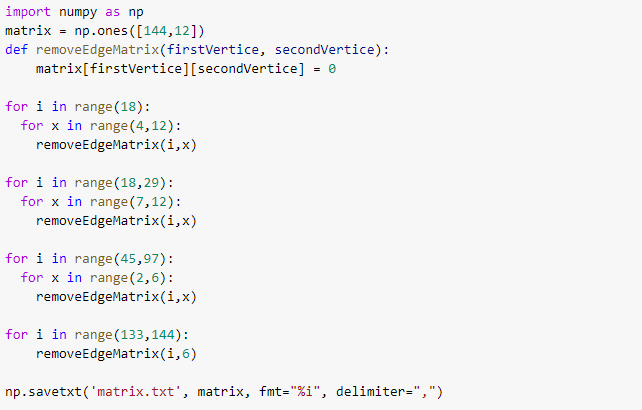 import numpy as np
matrix = np.ones([144,12])
def removeEdgeMatrix(firstVertice, secondVertice):
    matrix[firstVertice][secondVertice] = 0
for i in range(18):
  for x in range(4,12):
    removeEdgeMatrix(i,x)
for i in range(18,29):
  for x in range(7,12):
    removeEdgeMatrix(i,x)
for i in range(45,97):
  for x in range(2,6):
    removeEdgeMatrix(i,x)
for i in range(133,144):
    removeEdgeMatrix(i,6)
np.savetxt('matrix.txt', matrix, fmt="%i", delimiter=",")